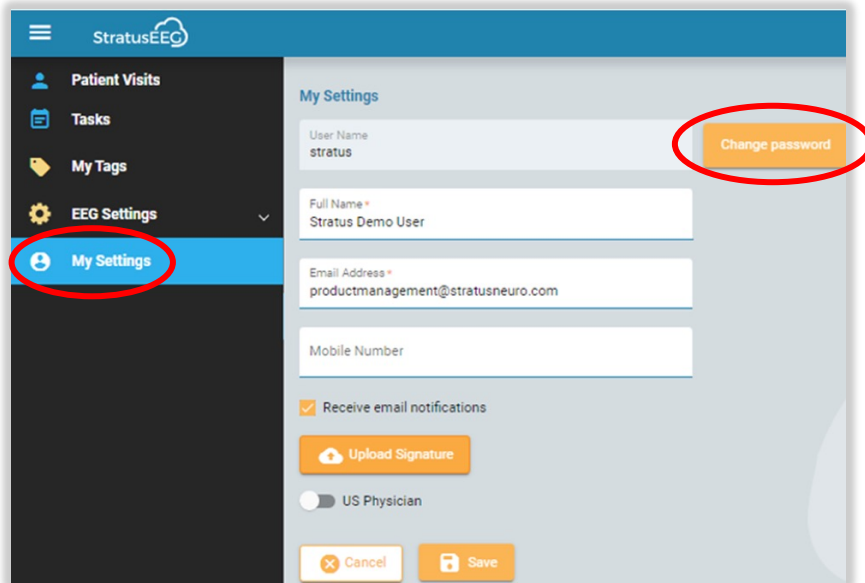 StratusEEG
Patient Visits
Tasks
My Tags
EEG Settings
My Settings
My Settings
User Name
stratus
Change password
Full Name *
Stratus Demo User
Email Address *
productmanagement@stratusneuro.com
Mobile Number
Receive email notifications
Upload Signature
US Physician
Cancel
Save